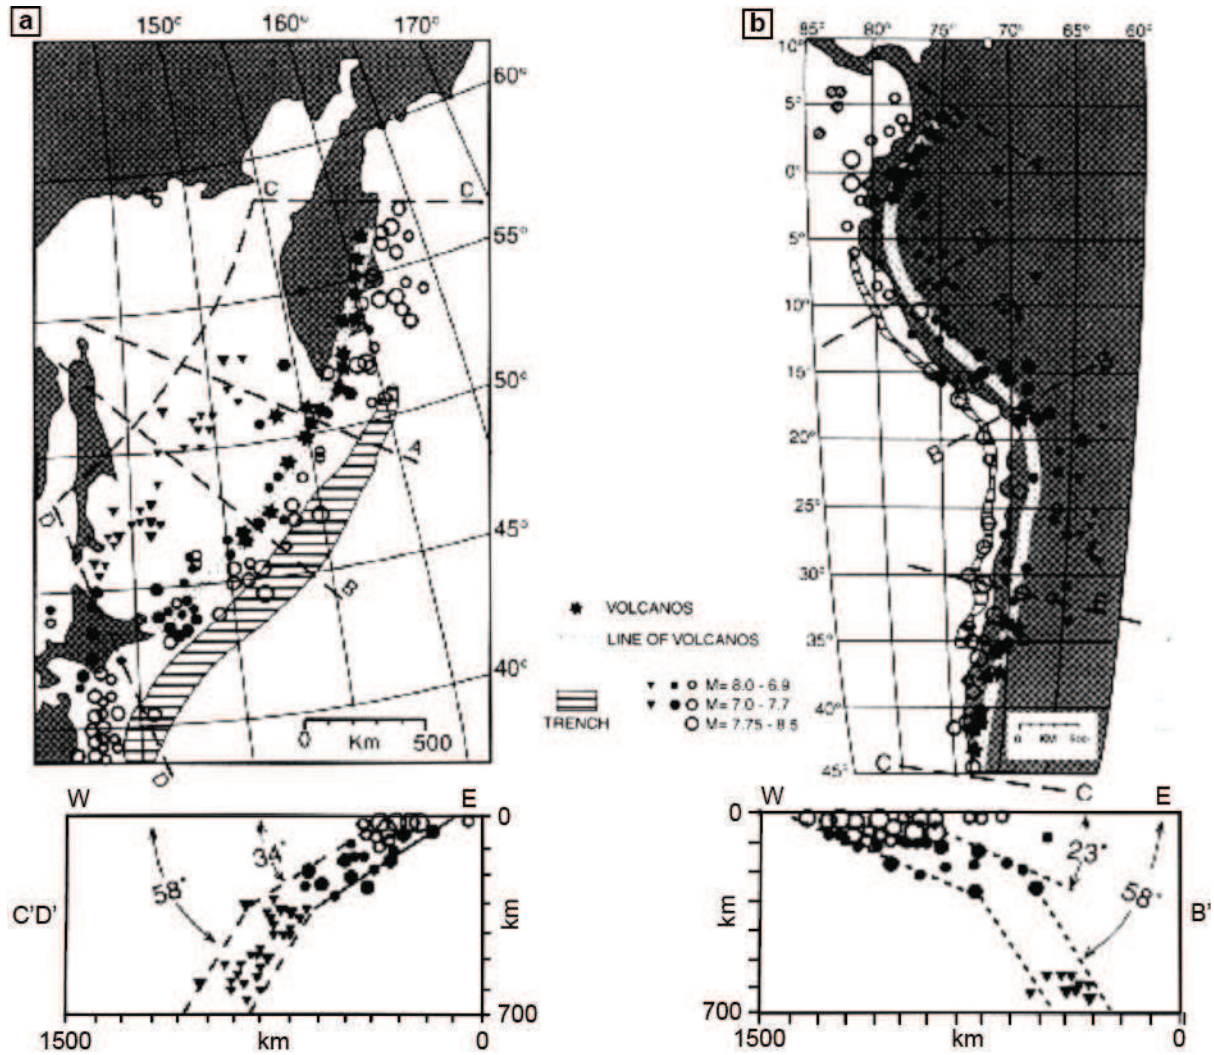 a
150° 160° 170°
60°
55°
50°
45°
40°
C C
A
B
D
D
0 Km 500
b
85° 80° 75° 70° 65° 60°
10°
5°
0°
5°
10°
15°
20°
25°
30°
35°
40°
45°
B
C C
0 KM 500
VOLCANOS
LINE OF VOLCANOS
TRENCH
M= 8.0 - 6.9
M= 7.0 - 7.7
M= 7.75 - 8.5
W E
0
34°
58°
C'D'
km
700
1500 km 0
W E
0
23°
58°
km
B'
700
1500 km 0